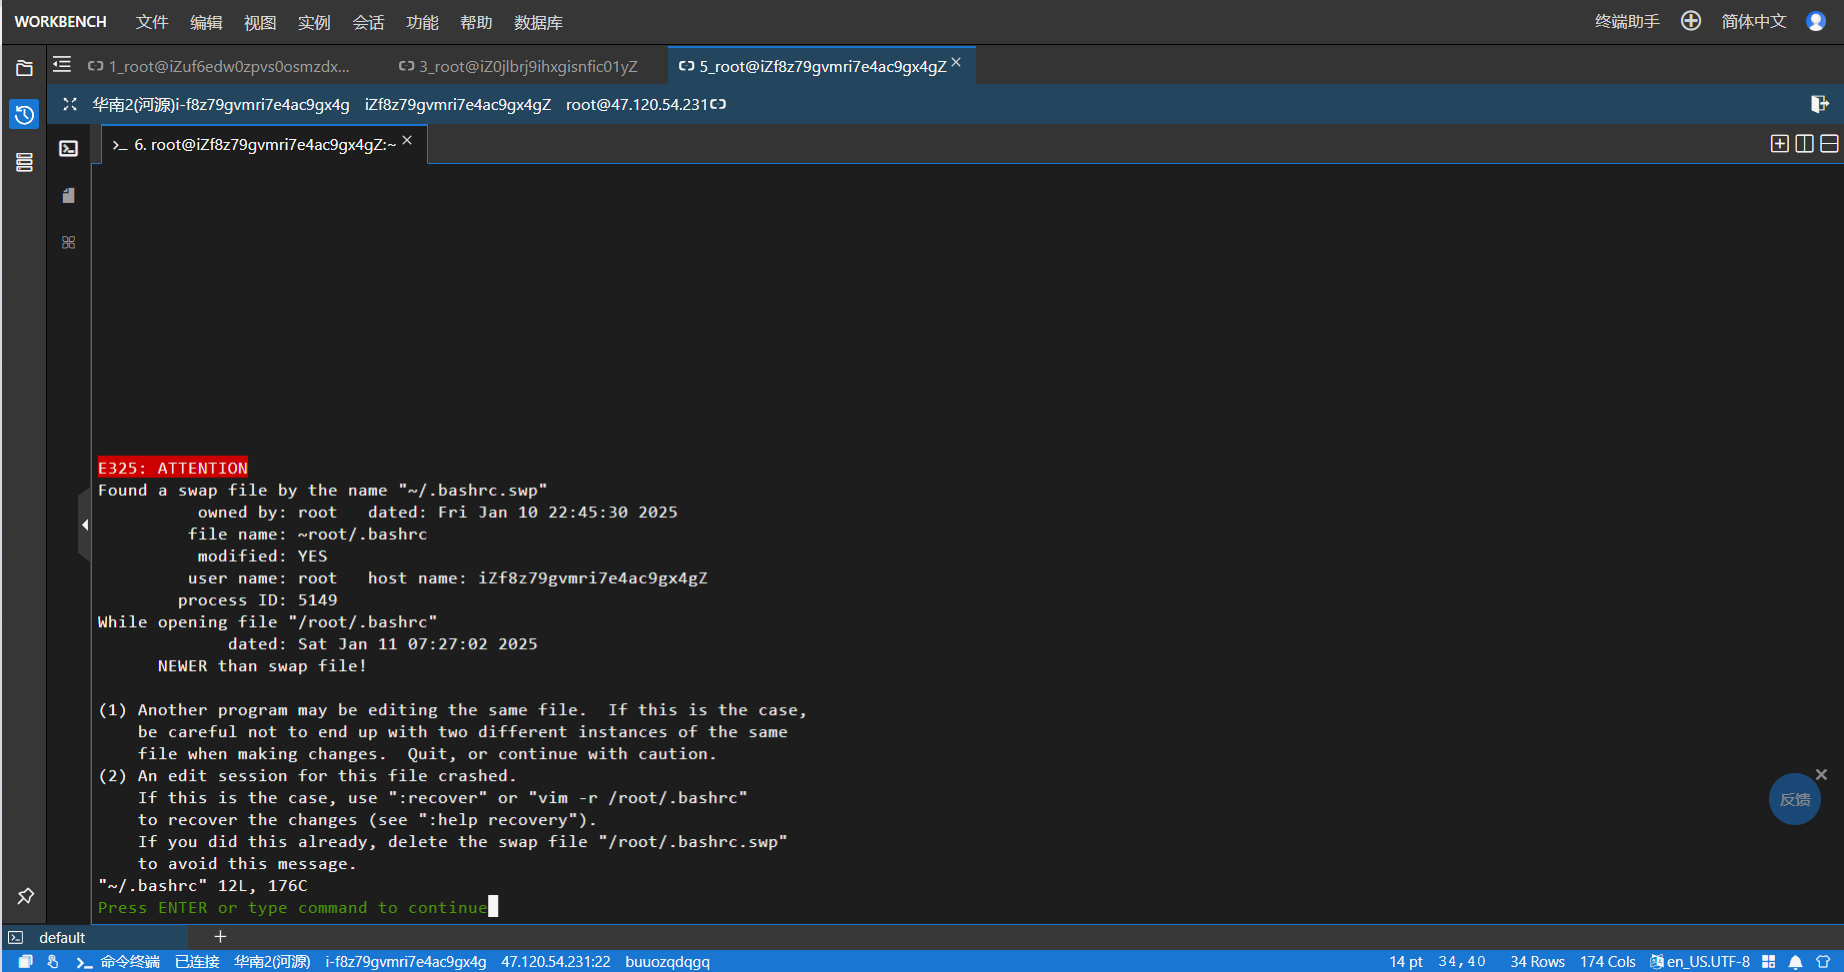 WORKBENCH 文件 编辑 视图 实例 会话 功能 帮助 数据库 终端助手 简体中文
1_root@iZuf6edw0zpvs0osmzdx... 3_root@iZ0jlbrj9ihxgisnfic01yZ 5_root@iZf8z79gvmri7e4ac9gx4gZ
华南2(河源)i-f8z79gvmri7e4ac9gx4g iZf8z79gvmri7e4ac9gx4gZ root@47.120.54.231
>_ 6. root@iZf8z79gvmri7e4ac9gx4gZ:~
E325: ATTENTION
Found a swap file by the name "~/.bashrc.swp"
owned by: root dated: Fri Jan 10 22:45:30 2025
file name: ~root/.bashrc
modified: YES
user name: root host name: iZf8z79gvmri7e4ac9gx4gZ
process ID: 5149
While opening file "/root/.bashrc"
dated: Sat Jan 11 07:27:02 2025
NEWER than swap file!
(1) Another program may be editing the same file. If this is the case,
be careful not to end up with two different instances of the same
file when making changes. Quit, or continue with caution.
(2) An edit session for this file crashed.
If this is the case, use ":recover" or "vim -r /root/.bashrc"
to recover the changes (see ":help recovery").
If you did this already, delete the swap file "/root/.bashrc.swp"
to avoid this message.
"~/.bashrc" 12L, 176C
Press ENTER or type command to continue
反馈
default +
命令终端 已连接 华南2(河源) i-f8z79gvmri7e4ac9gx4g 47.120.54.231:22 buuozqdqgq 14 pt 34,40 34 Rows 174 Cols en_US.UTF-8